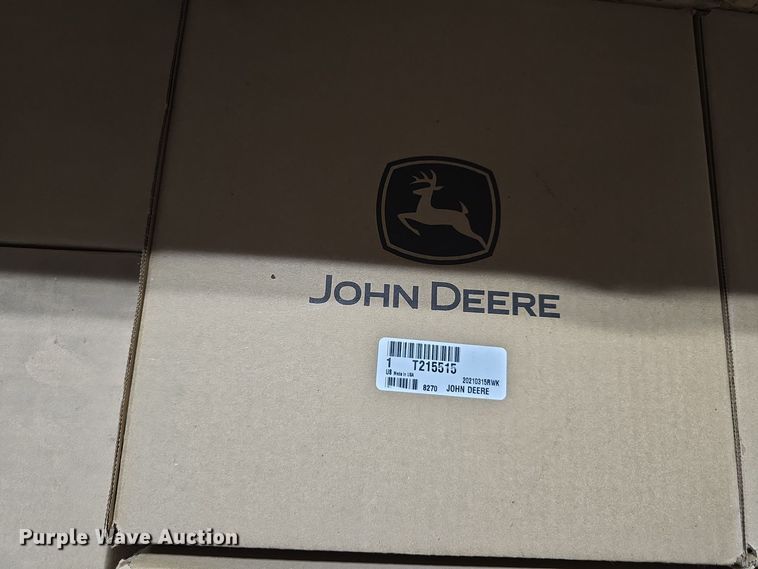 JOHN DEERE
1 T215515
US Made in USA
20210315RWK
8270 JOHN DEERE
Purple Wave Auction